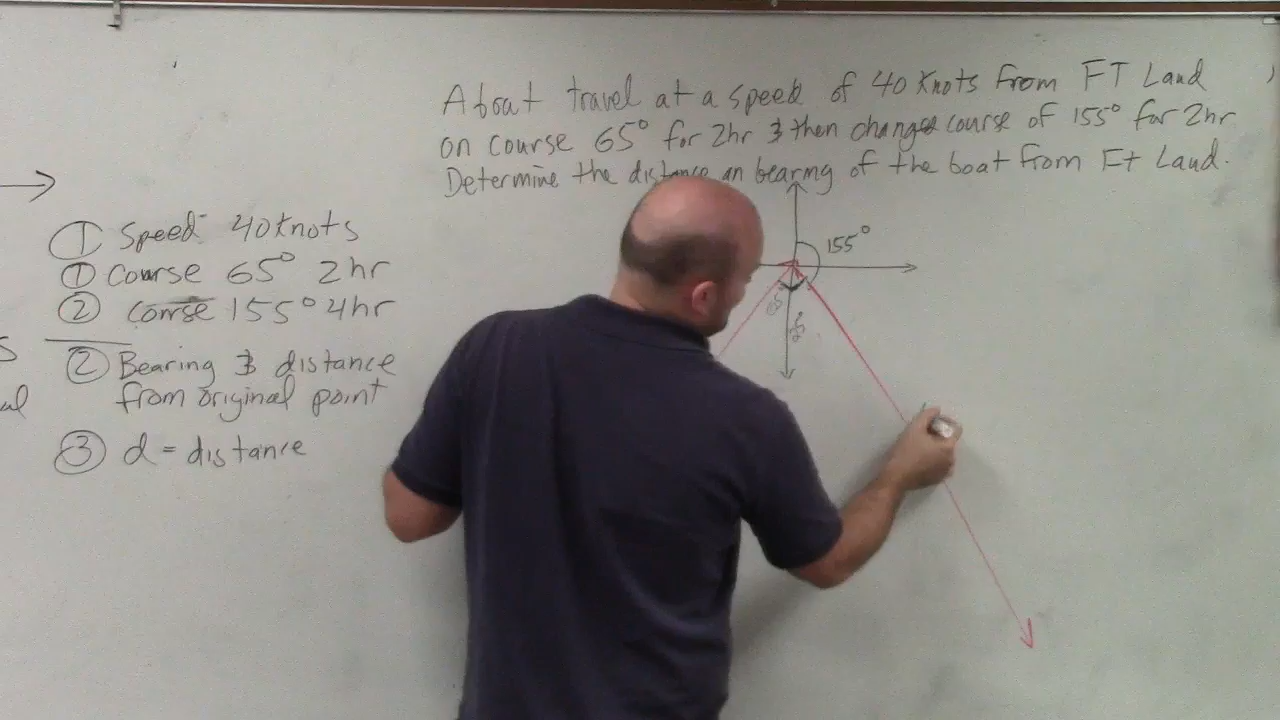 A boat travel at a speed of 40 Knots from FT Land
on course 65° for 2hr & then changed course of 155° for 2hr
Determine the distance an bearing of the boat from Ft Land.
① Speed 40 Knots
① Course 65° 2hr
② Corrse 155° 4hr
② Bearing & distance
from original point
③ d = distance
155°
65